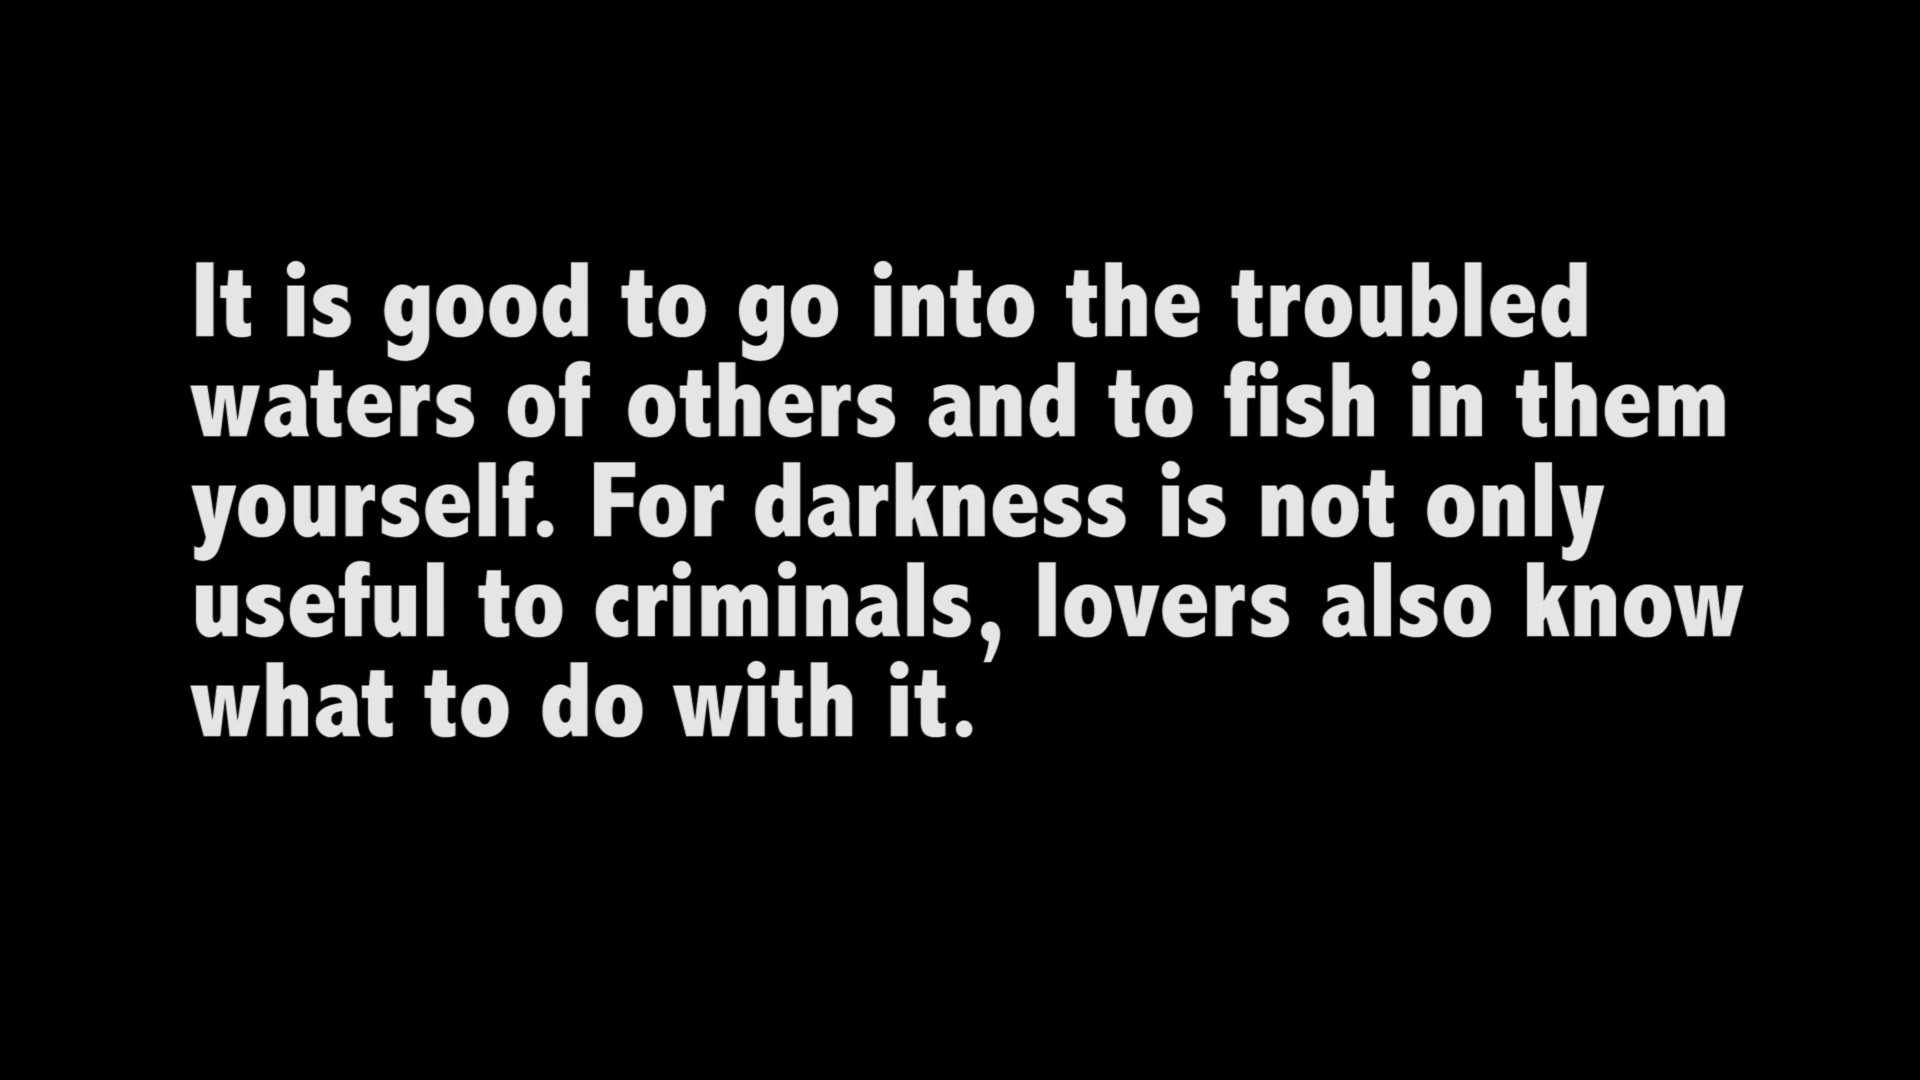 It is good to go into the troubled
waters of others and to fish in them
yourself. For darkness is not only
useful to criminals, lovers also know
what to do with it.